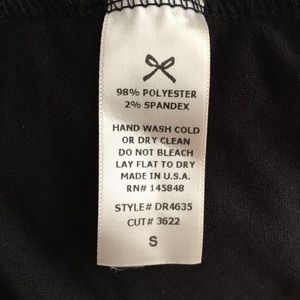 98% POLYESTER
2% SPANDEX
HAND WASH COLD
OR DRY CLEAN
DO NOT BLEACH
LAY FLAT TO DRY
MADE IN U.S.A.
RN# 145848
STYLE# DR4635
CUT# 3622
S